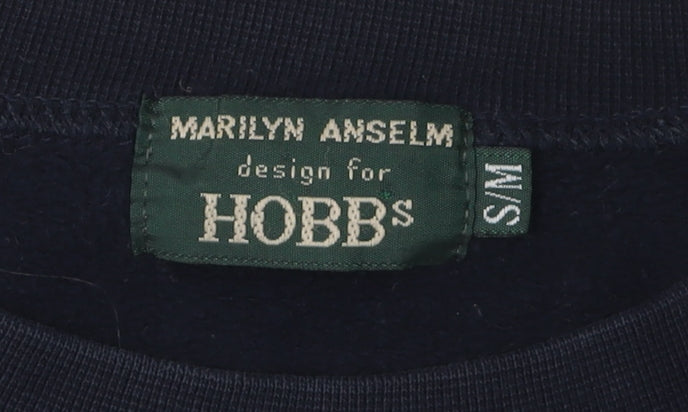 MARILYN ANSELM
design for
HOBBS
S/M